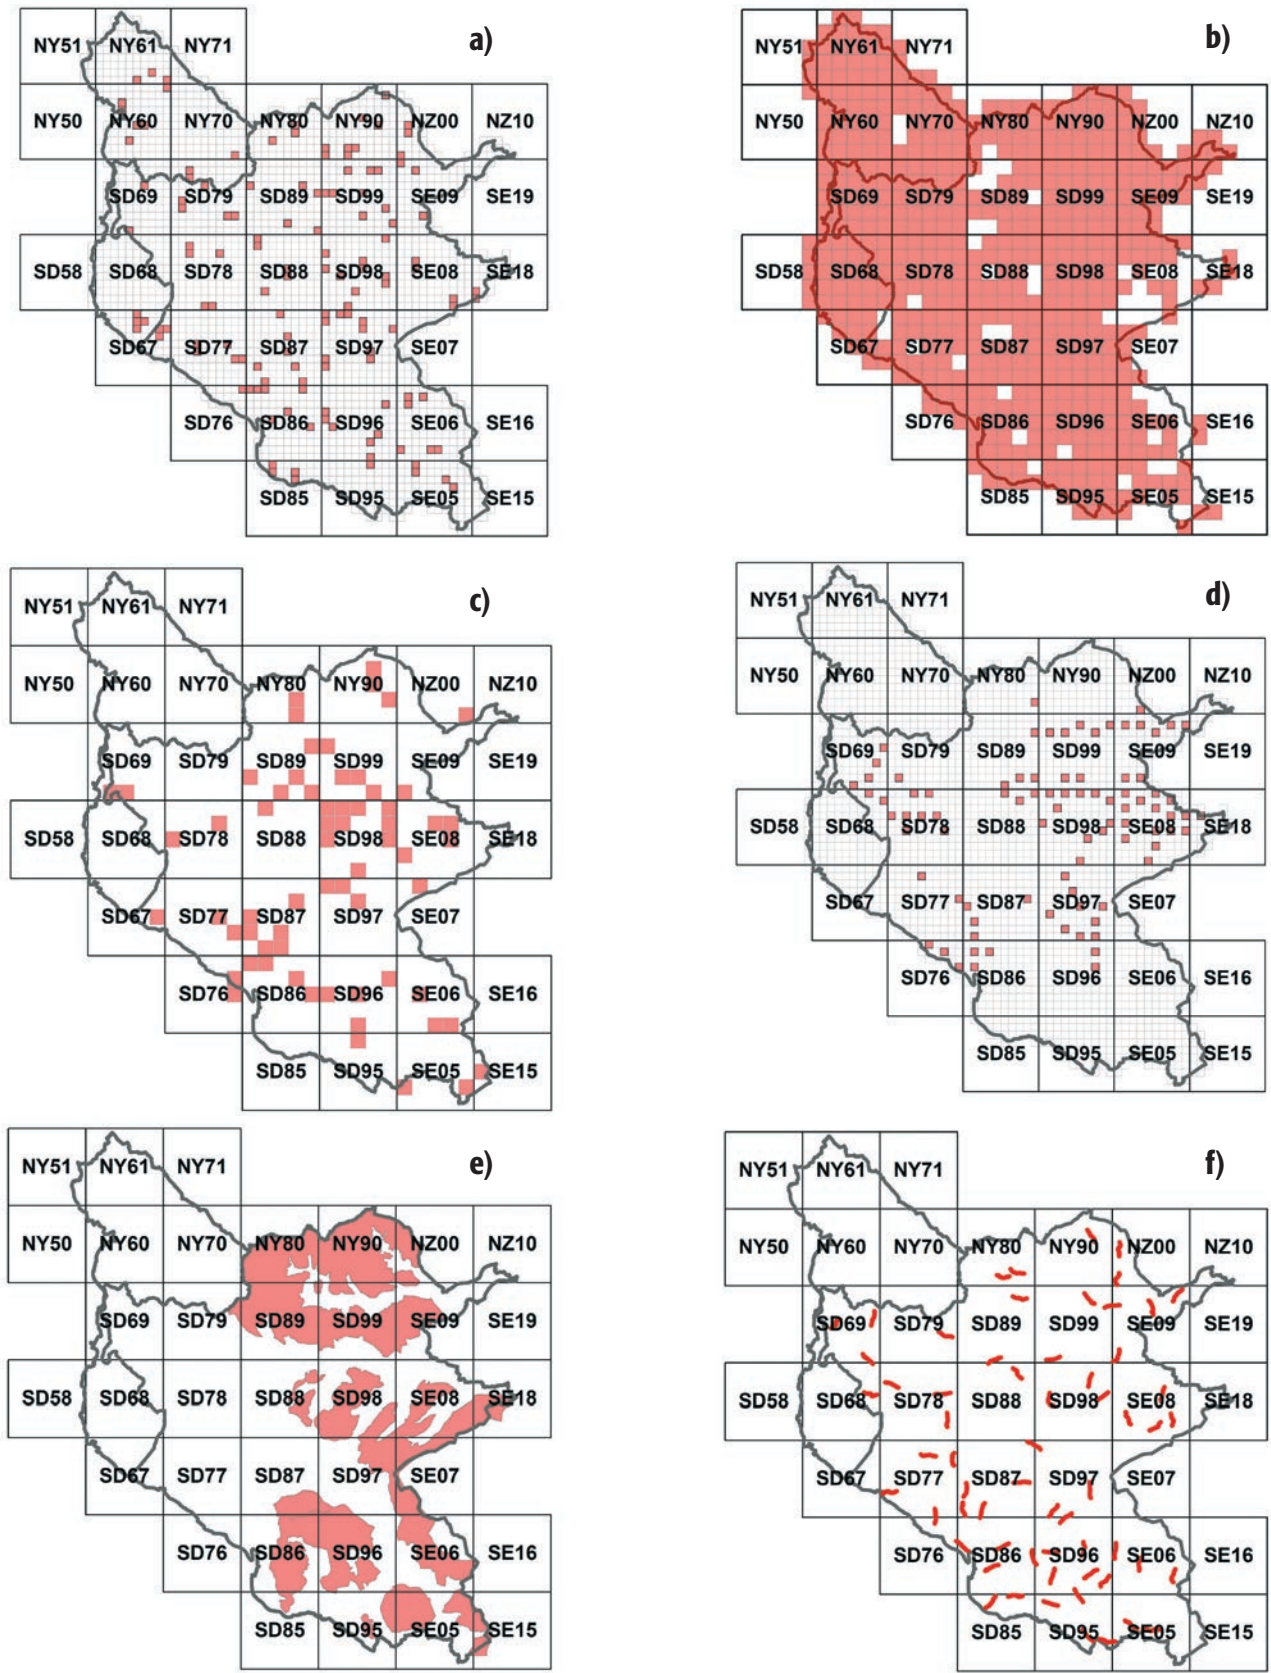 a)
NY51 NY61 NY71
NY50 NY60 NY70 NY80 NY90 NZ00 NZ10
SD69 SD79 SD89 SD99 SE09 SE19
SD58 SD68 SD78 SD88 SD98 SE08 SE18
SD67 SD77 SD87 SD97 SE07
SD76 SD86 SD96 SE06 SE16
SD85 SD95 SE05 SE15
b)
NY51 NY61 NY71
NY50 NY60 NY70 NY80 NY90 NZ00 NZ10
SD69 SD79 SD89 SD99 SE09 SE19
SD58 SD68 SD78 SD88 SD98 SE08 SE18
SD67 SD77 SD87 SD97 SE07
SD76 SD86 SD96 SE06 SE16
SD85 SD95 SE05 SE15
c)
NY51 NY61 NY71
NY50 NY60 NY70 NY80 NY90 NZ00 NZ10
SD69 SD79 SD89 SD99 SE09 SE19
SD58 SD68 SD78 SD88 SD98 SE08 SE18
SD67 SD77 SD87 SD97 SE07
SD76 SD86 SD96 SE06 SE16
SD85 SD95 SE05 SE15
d)
NY51 NY61 NY71
NY50 NY60 NY70 NY80 NY90 NZ00 NZ10
SD69 SD79 SD89 SD99 SE09 SE19
SD58 SD68 SD78 SD88 SD98 SE08 SE18
SD67 SD77 SD87 SD97 SE07
SD76 SD86 SD96 SE06 SE16
SD85 SD95 SE05 SE15
e)
NY51 NY61 NY71
NY50 NY60 NY70 NY80 NY90 NZ00 NZ10
SD69 SD79 SD89 SD99 SE09 SE19
SD58 SD68 SD78 SD88 SD98 SE08 SE18
SD67 SD77 SD87 SD97 SE07
SD76 SD86 SD96 SE06 SE16
SD85 SD95 SE05 SE15
f)
NY51 NY61 NY71
NY50 NY60 NY70 NY80 NY90 NZ00 NZ10
SD69 SD79 SD89 SD99 SE09 SE19
SD58 SD68 SD78 SD88 SD98 SE08 SE18
SD67 SD77 SD87 SD97 SE07
SD76 SD86 SD96 SE06 SE16
SD85 SD95 SE05 SE15